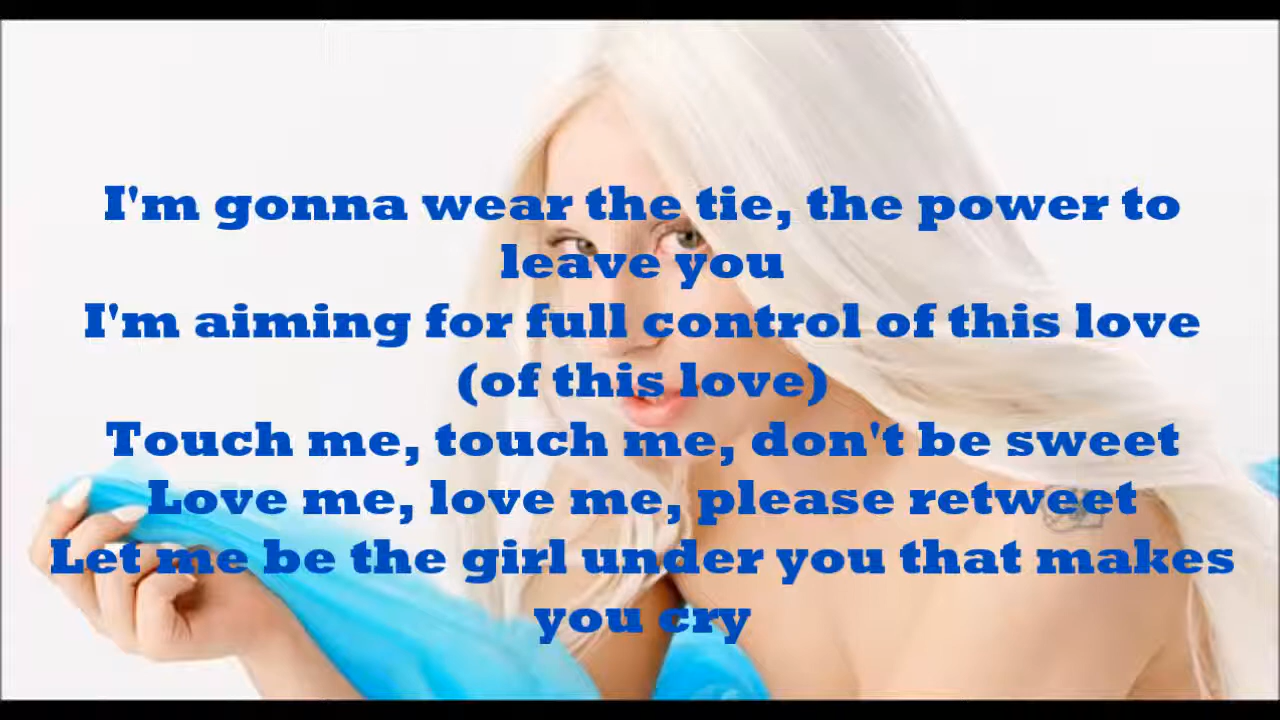 I'm gonna wear the tie, the power to
leave you
I'm aiming for full control of this love
(of this love)
Touch me, touch me, don't be sweet
Love me, love me, please retweet
Let me be the girl under you that makes
you cry